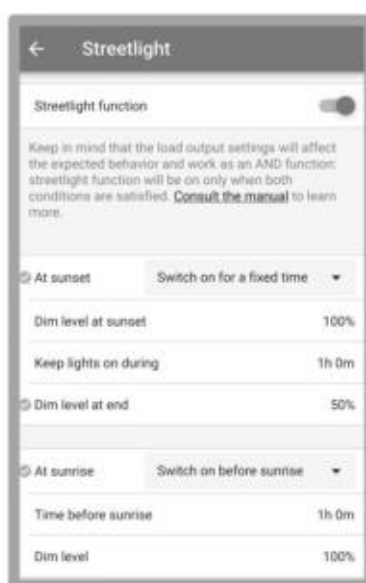 Streetlight
Streetlight function
Keep in mind that the load output settings will affect
the expected behavior and work as an AND function:
streetlight function will be on only when both
conditions are satisfied. Consult the manual to learn
more.
At sunset Switch on for a fixed time
Dim level at sunset 100%
Keep lights on during 1h 0m
Dim level at end 50%
At sunrise Switch on before sunrise
Time before sunrise 1h 0m
Dim level 100%